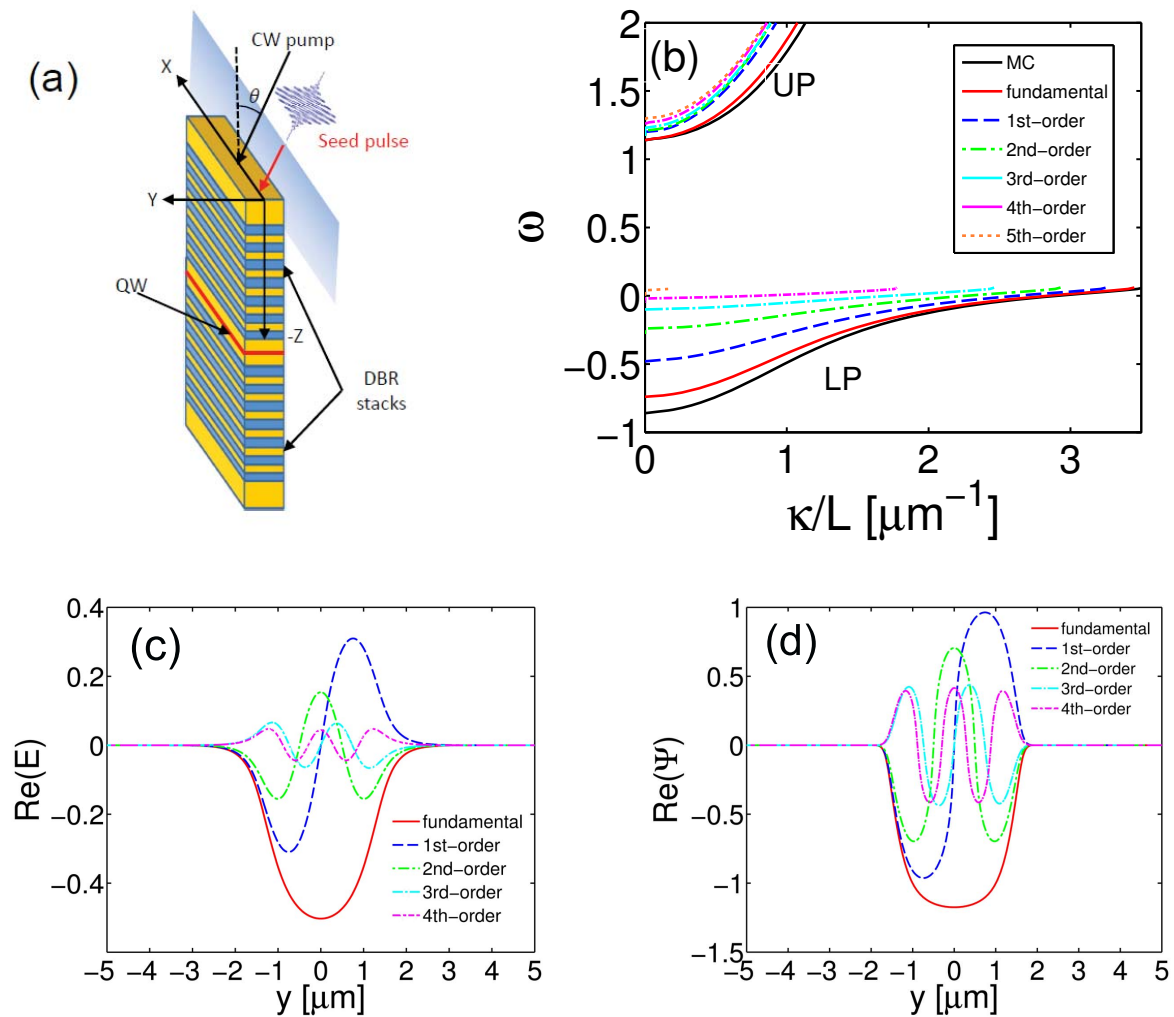 (a)
CW pump
X
θ
Seed pulse
Y
QW
-Z
DBR
stacks
(b)
2
1.5
1
0.5
0
−0.5
−1
ω
UP
LP
MC
fundamental
1st−order
2nd−order
3rd−order
4th−order
5th−order
0 1 2 3
κ/L [μm⁻¹]
(c)
0.4
0.2
0
−0.2
−0.4
Re(E)
fundamental
1st−order
2nd−order
3rd−order
4th−order
−5 −4 −3 −2 −1 0 1 2 3 4 5
y [μm]
(d)
1
0.5
0
−0.5
−1
−1.5
Re(Ψ)
fundamental
1st−order
2nd−order
3rd−order
4th−order
−5 −4 −3 −2 −1 0 1 2 3 4 5
y [μm]